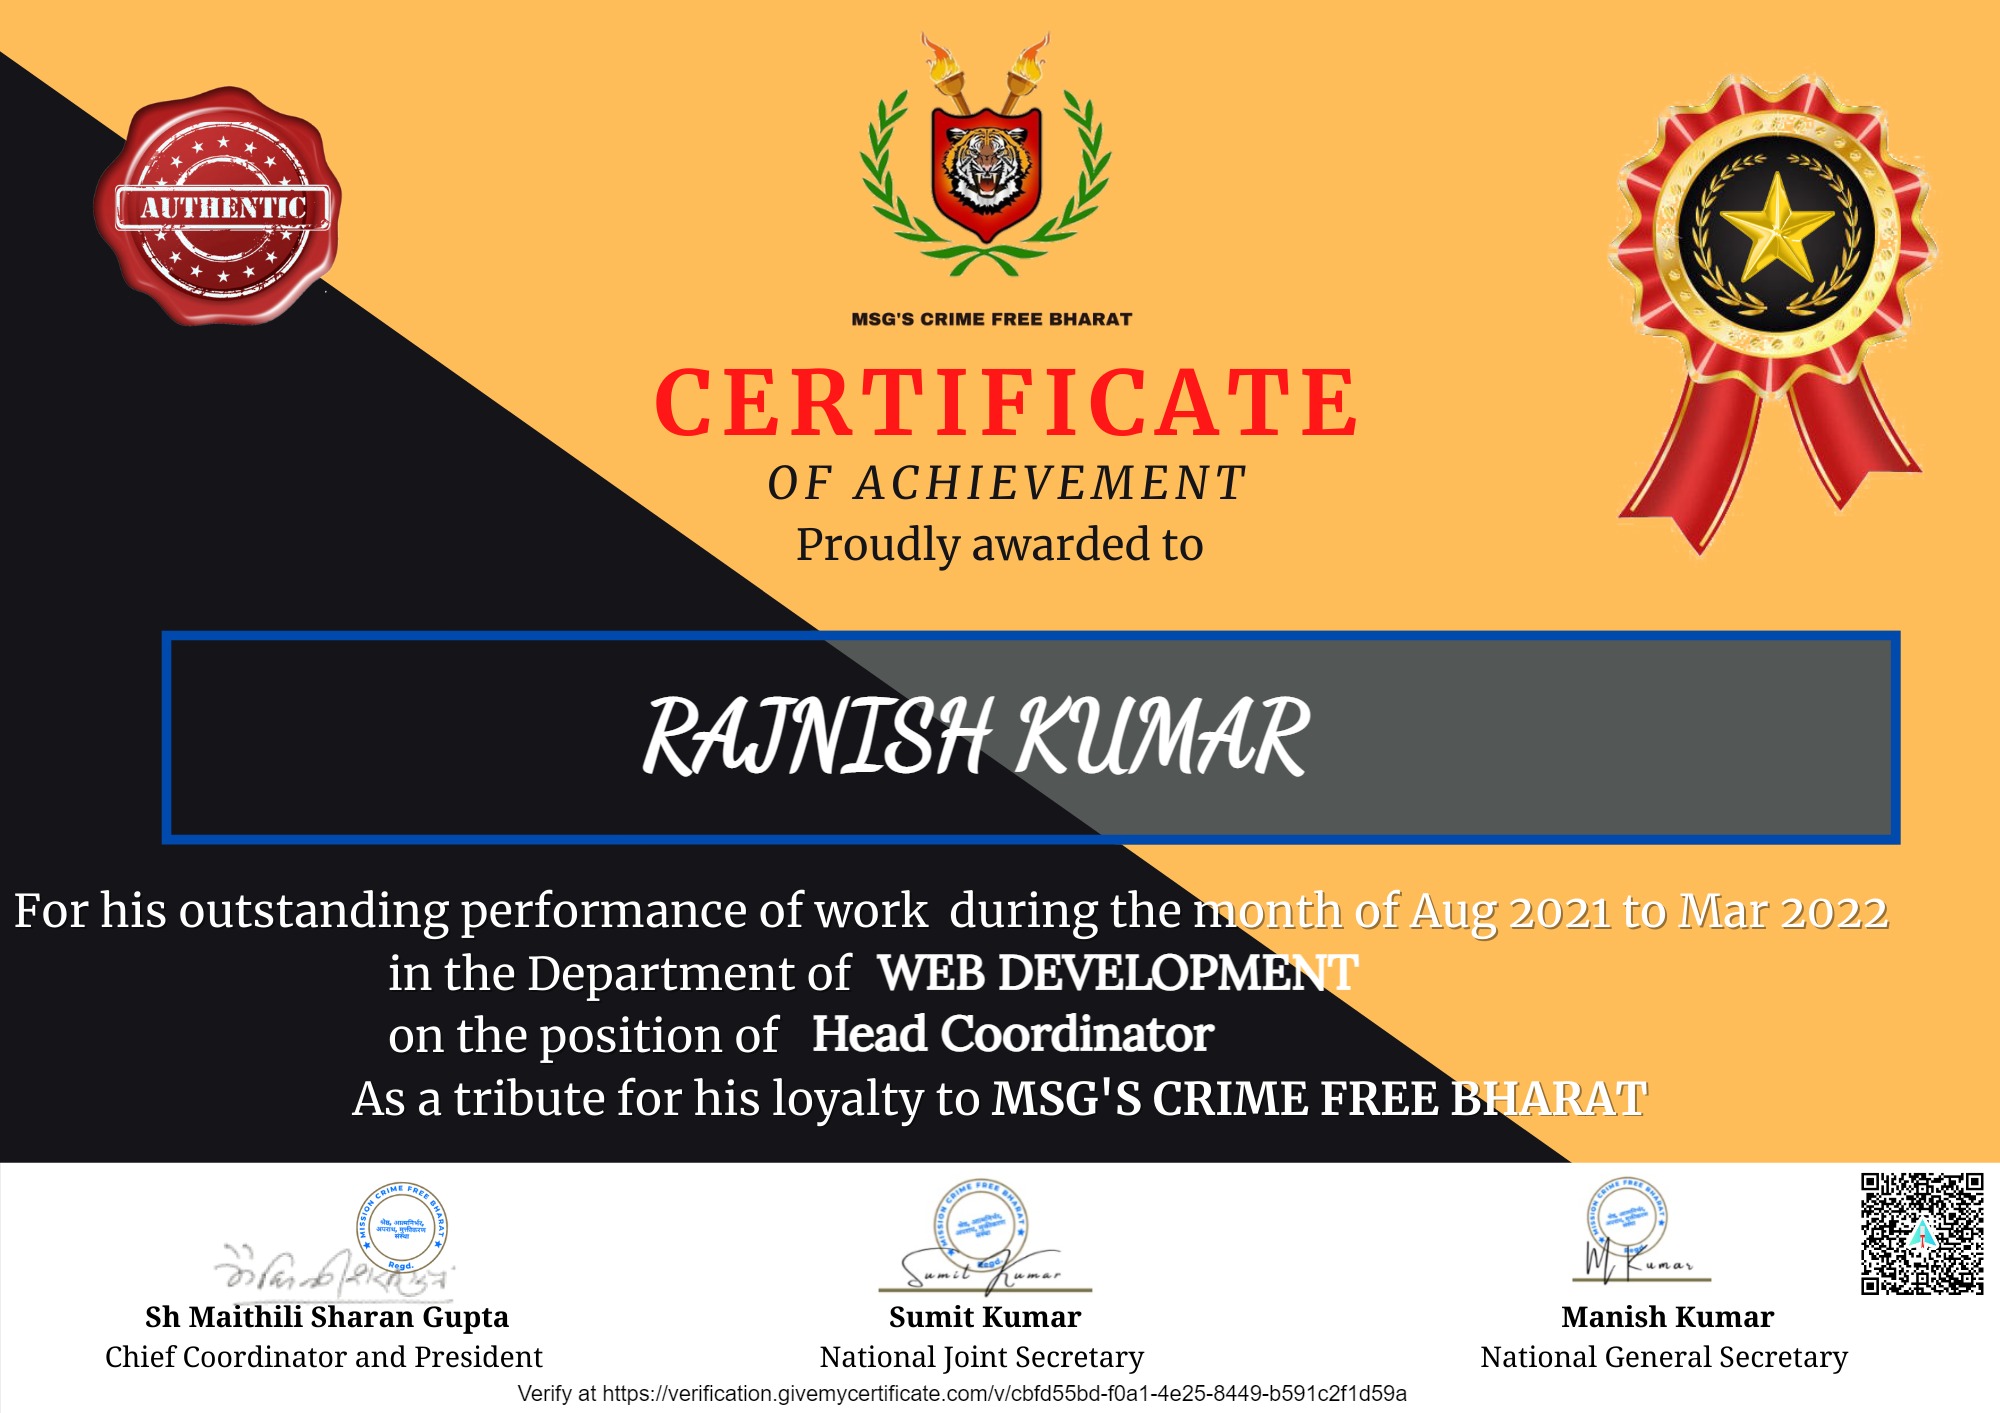 AUTHENTIC
MSG'S CRIME FREE BHARAT
CERTIFICATE
OF ACHIEVEMENT
Proudly awarded to
RAJNISH KUMAR
For his outstanding performance of work during the month of Aug 2021 to Mar 2022
in the Department of WEB DEVELOPMENT
on the position of Head Coordinator
As a tribute for his loyalty to MSG'S CRIME FREE BHARAT
MISSION CRIME FREE BHARAT
Regd.
MISSION CRIME FREE BHARAT
Regd.
Sumit Kumar
MISSION CRIME FREE BHARAT
Regd.
M Kumar
Sh Maithili Sharan Gupta
Chief Coordinator and President
Sumit Kumar
National Joint Secretary
Manish Kumar
National General Secretary
Verify at https://verification.givemycertificate.com/v/cbfd55bd-f0a1-4e25-8449-b591c2f1d59a